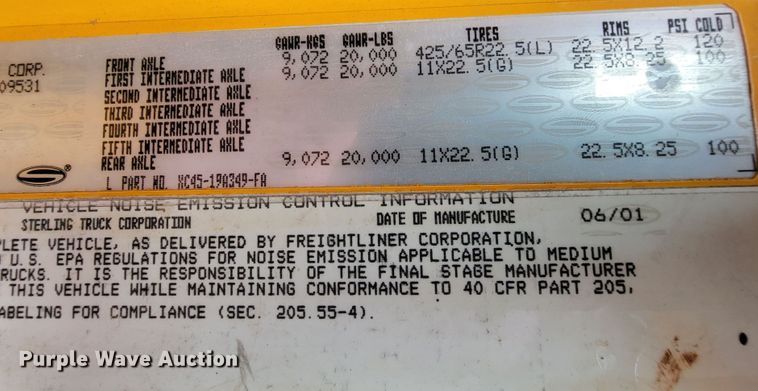 GAWR-KGS GAWR-LBS TIRES RIMS PSI COLD
CORP. FRONT AXLE 9,072 20,000 425/65R22.5(L) 22.5X12.2 120
09531 FIRST INTERMEDIATE AXLE 9,072 20,000 11X22.5(G) 22.5X8.25 100
SECOND INTERMEDIATE AXLE
THIRD INTERMEDIATE AXLE
FOURTH INTERMEDIATE AXLE
FIFTH INTERMEDIATE AXLE
REAR AXLE 9,072 20,000 11X22.5(G) 22.5X8.25 100
®
L PART NO. XC45-19A349-FA
VEHICLE NOISE EMISSION CONTROL INFORMATION
STERLING TRUCK CORPORATION DATE OF MANUFACTURE 06/01
PLETE VEHICLE, AS DELIVERED BY FREIGHTLINER CORPORATION,
U.S. EPA REGULATIONS FOR NOISE EMISSION APPLICABLE TO MEDIUM
RUCKS. IT IS THE RESPONSIBILITY OF THE FINAL STAGE MANUFACTURER
THIS VEHICLE WHILE MAINTAINING CONFORMANCE TO 40 CFR PART 205,
ABELING FOR COMPLIANCE (SEC. 205.55-4).
Purple Wave Auction